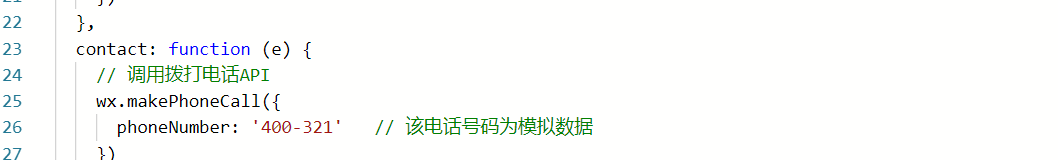 22 },
23 contact: function (e) {
24 // 调用拨打电话API
25 wx.makePhoneCall({
26 phoneNumber: '400-321' // 该电话号码为模拟数据
27 })